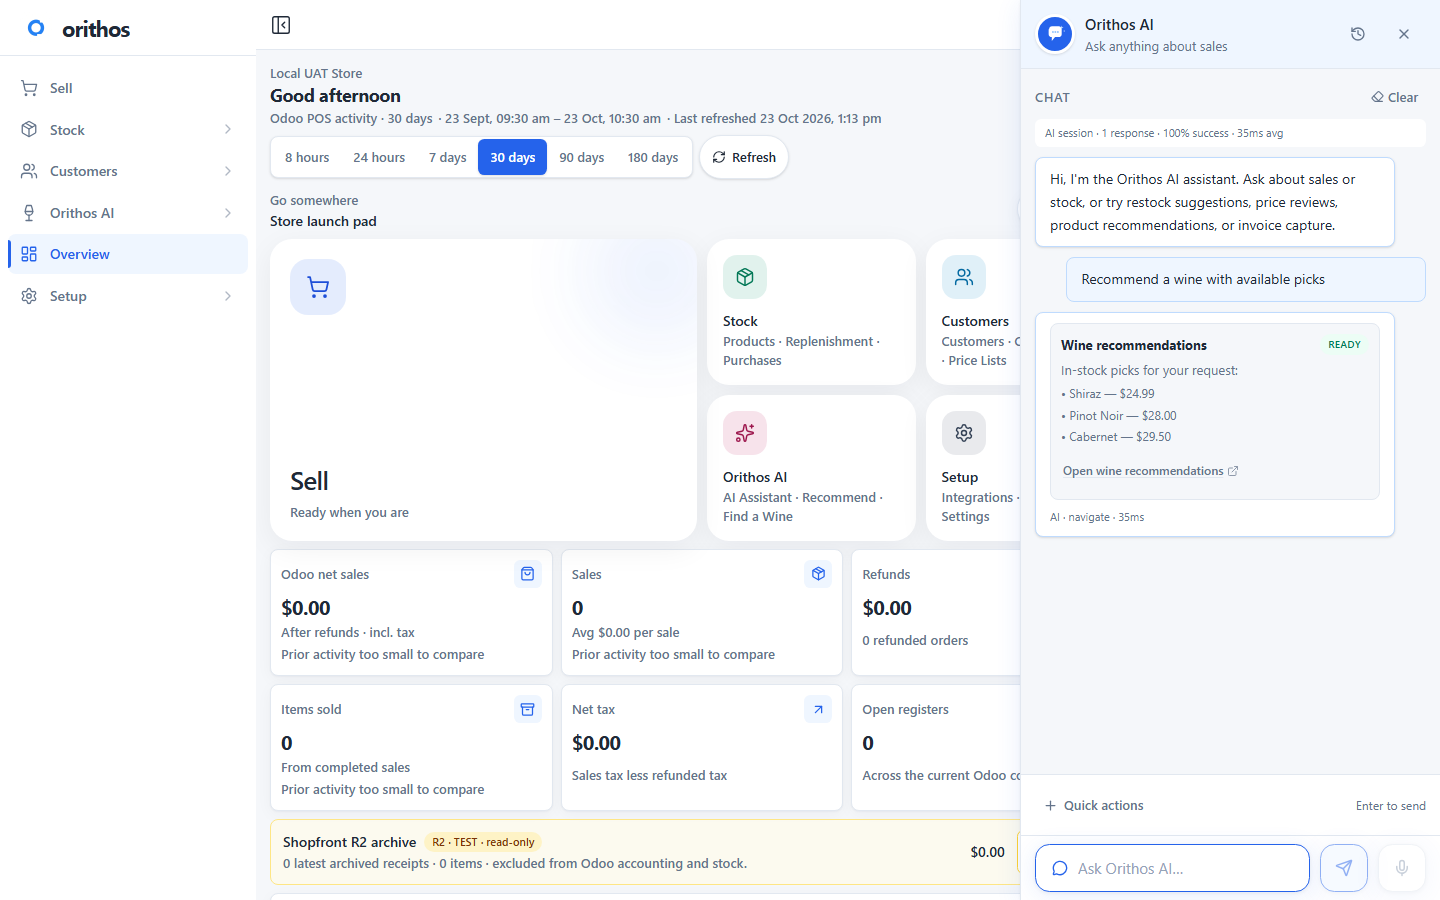 orithos
Sell
Stock
Customers
Orithos AI
Overview
Setup
Local UAT Store
Good afternoon
Odoo POS activity · 30 days · 23 Sept, 09:30 am – 23 Oct, 10:30 am · Last refreshed 23 Oct 2026, 1:13 pm
8 hours
24 hours
7 days
30 days
90 days
180 days
Refresh
Go somewhere
Store launch pad
Sell
Ready when you are
Stock
Products · Replenishment ·
Purchases
Customers
Customers ·
· Price Lists
Orithos AI
AI Assistant · Recommend ·
Find a Wine
Setup
Integrations ·
Settings
Odoo net sales
$0.00
After refunds · incl. tax
Prior activity too small to compare
Sales
0
Avg $0.00 per sale
Prior activity too small to compare
Refunds
$0.00
0 refunded orders
Items sold
0
From completed sales
Prior activity too small to compare
Net tax
$0.00
Sales tax less refunded tax
Open registers
0
Across the current Odoo
Shopfront R2 archive
R2 · TEST · read-only
0 latest archived receipts · 0 items · excluded from Odoo accounting and stock.
$0.00
Orithos AI
Ask anything about sales
CHAT
Clear
AI session · 1 response · 100% success · 35ms avg
Hi, I'm the Orithos AI assistant. Ask about sales or
stock, or try restock suggestions, price reviews,
product recommendations, or invoice capture.
Recommend a wine with available picks
Wine recommendations
READY
In-stock picks for your request:
• Shiraz — $24.99
• Pinot Noir — $28.00
• Cabernet — $29.50
Open wine recommendations
AI · navigate · 35ms
Quick actions
Enter to send
Ask Orithos AI...